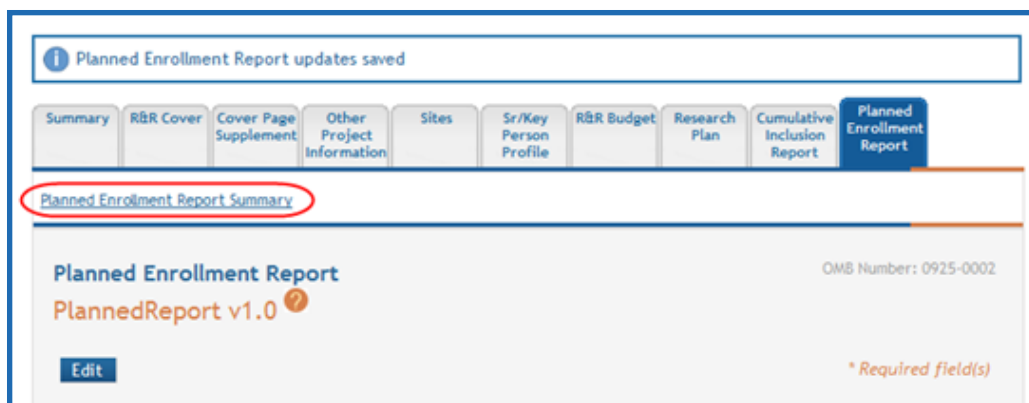 Planned Enrollment Report updates saved
Summary
R&R Cover
Cover Page
Supplement
Other
Project
Information
Sites
Sr/Key
Person
Profile
R&R Budget
Research
Plan
Cumulative
Inclusion
Report
Planned
Enrollment
Report
Planned Enrollment Report Summary
Planned Enrollment Report
OMB Number: 0925-0002
PlannedReport v1.0 ?
Edit
* Required field(s)